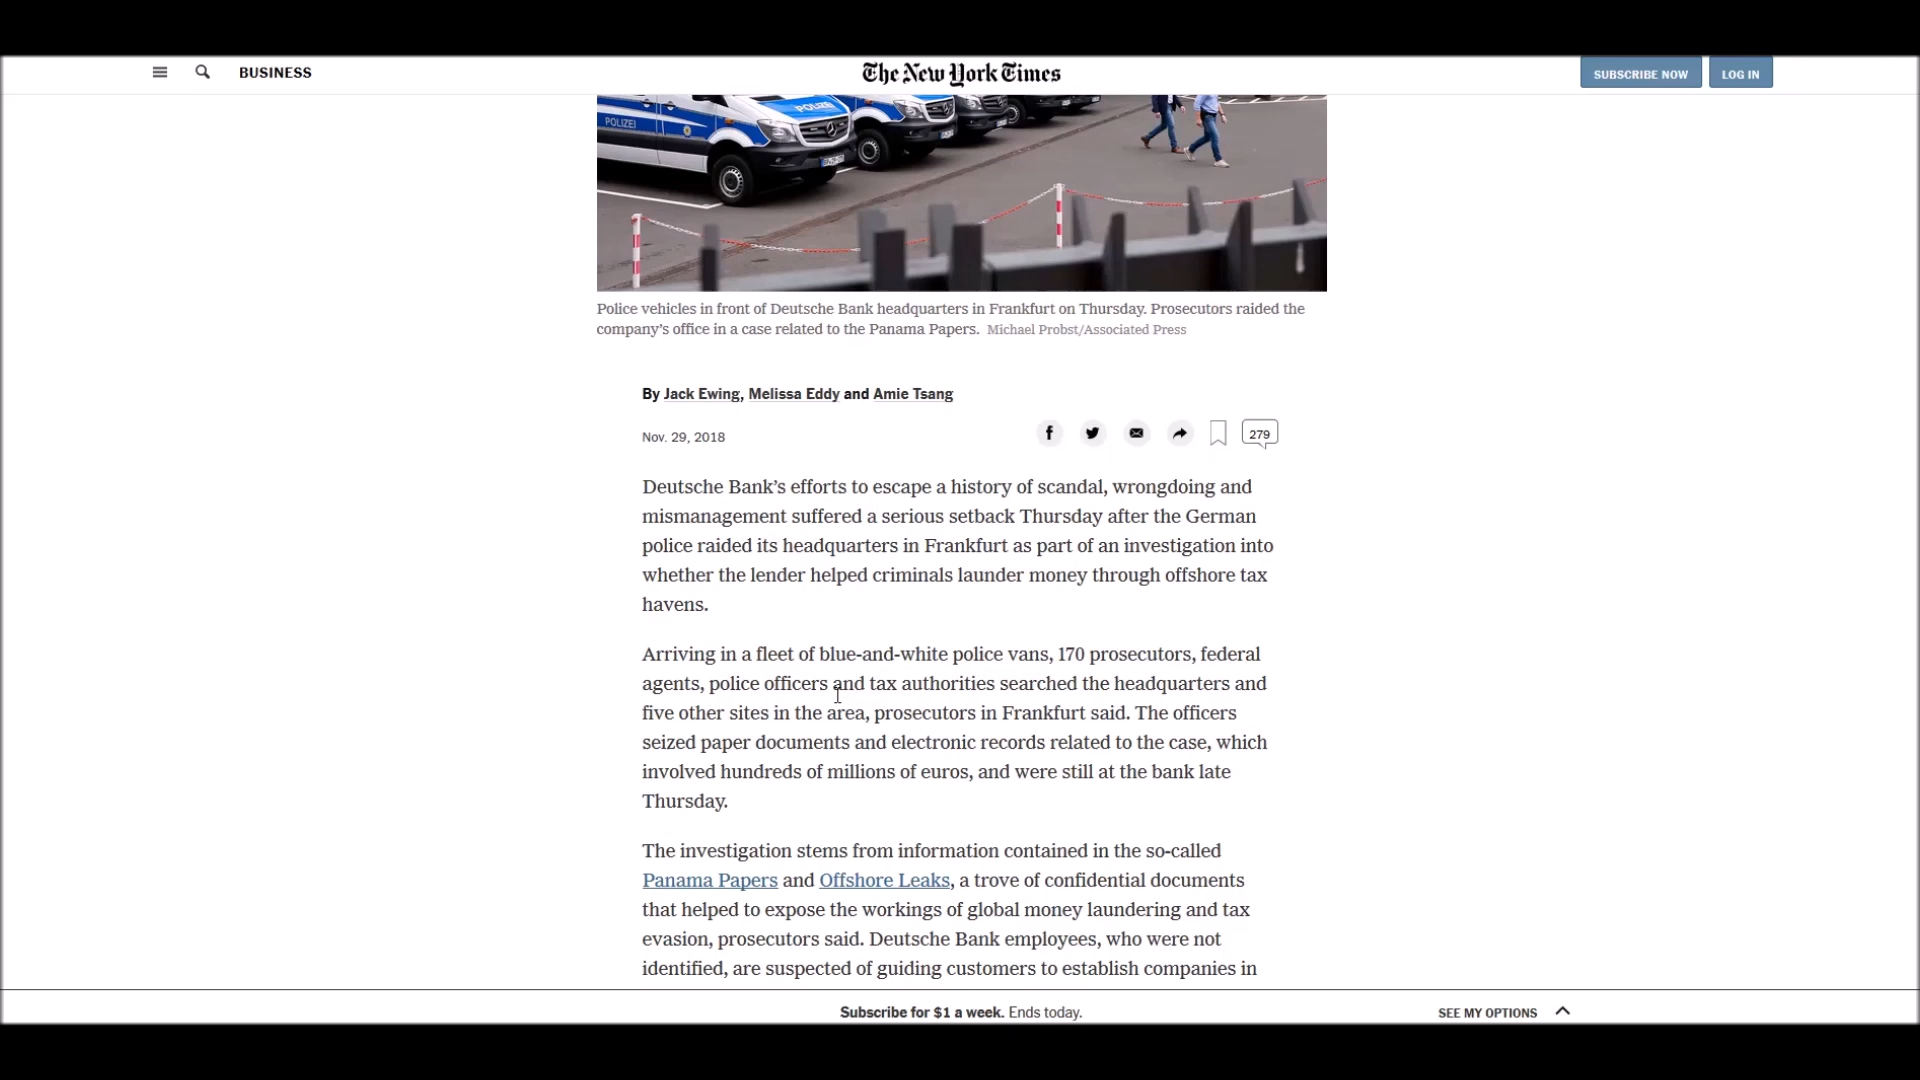 BUSINESS
The New York Times
SUBSCRIBE NOW
LOG IN
POLIZEI
POLIZEI
Police vehicles in front of Deutsche Bank headquarters in Frankfurt on Thursday. Prosecutors raided the
company's office in a case related to the Panama Papers. Michael Probst/Associated Press
By Jack Ewing, Melissa Eddy and Amie Tsang
Nov. 29, 2018
279
Deutsche Bank's efforts to escape a history of scandal, wrongdoing and
mismanagement suffered a serious setback Thursday after the German
police raided its headquarters in Frankfurt as part of an investigation into
whether the lender helped criminals launder money through offshore tax
havens.
Arriving in a fleet of blue-and-white police vans, 170 prosecutors, federal
agents, police officers and tax authorities searched the headquarters and
five other sites in the area, prosecutors in Frankfurt said. The officers
seized paper documents and electronic records related to the case, which
involved hundreds of millions of euros, and were still at the bank late
Thursday.
The investigation stems from information contained in the so-called
Panama Papers and Offshore Leaks, a trove of confidential documents
that helped to expose the workings of global money laundering and tax
evasion, prosecutors said. Deutsche Bank employees, who were not
identified, are suspected of guiding customers to establish companies in
Subscribe for $1 a week. Ends today.
SEE MY OPTIONS